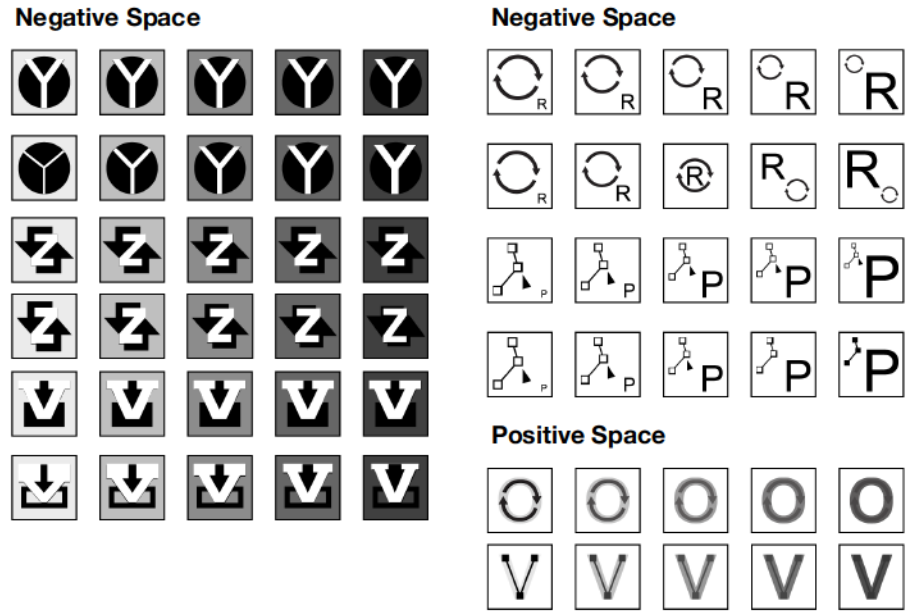 Negative Space
Y Y Y Y Y
Y Y Y Y Y
Z Z Z Z Z
Z Z Z Z Z
V V V V V
V V V V V
Negative Space
R R R R R
R R R R R
P P P P P
P P P P P
Positive Space
O O O O O
V V V V V